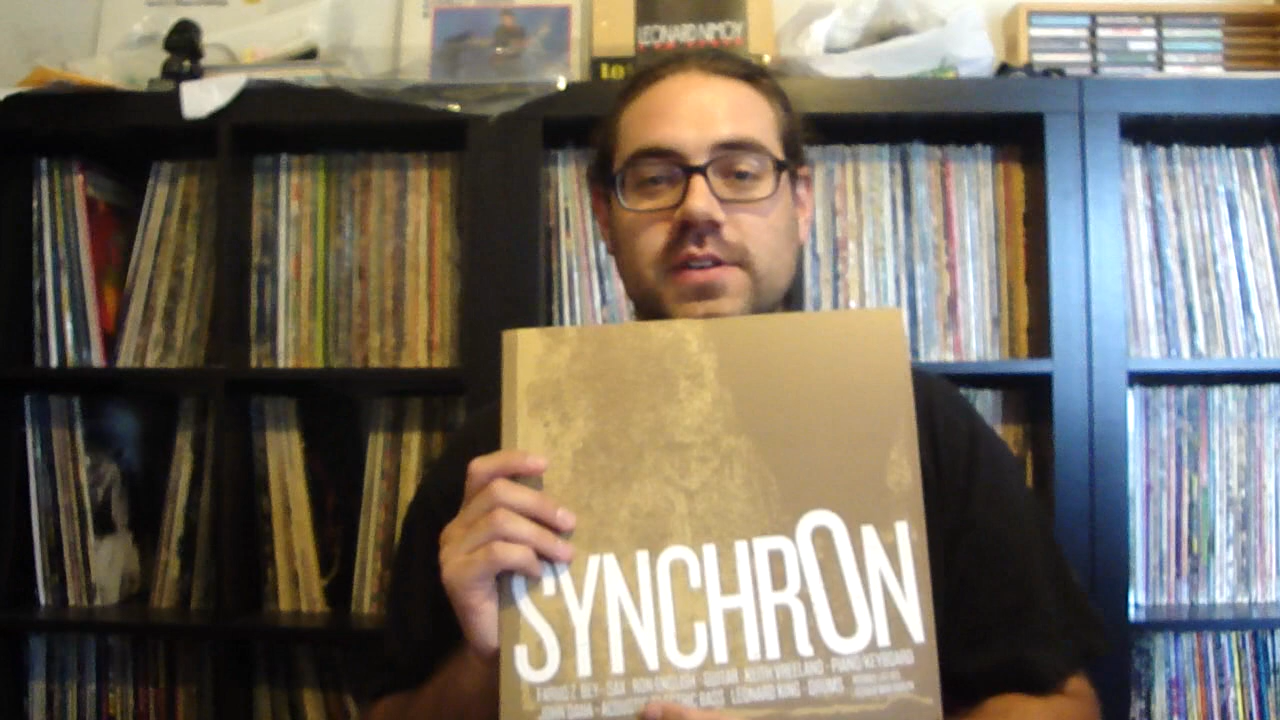 LEONARD NIMOY
SYNCHRON
FARUQ Z. BEY - SAX RON ENGLISH - GUITAR KEITH VREELAND - PIANO KEYBOARD
JOHN DANA - ACOUSTIC BASS LEONARD KING - DRUMS